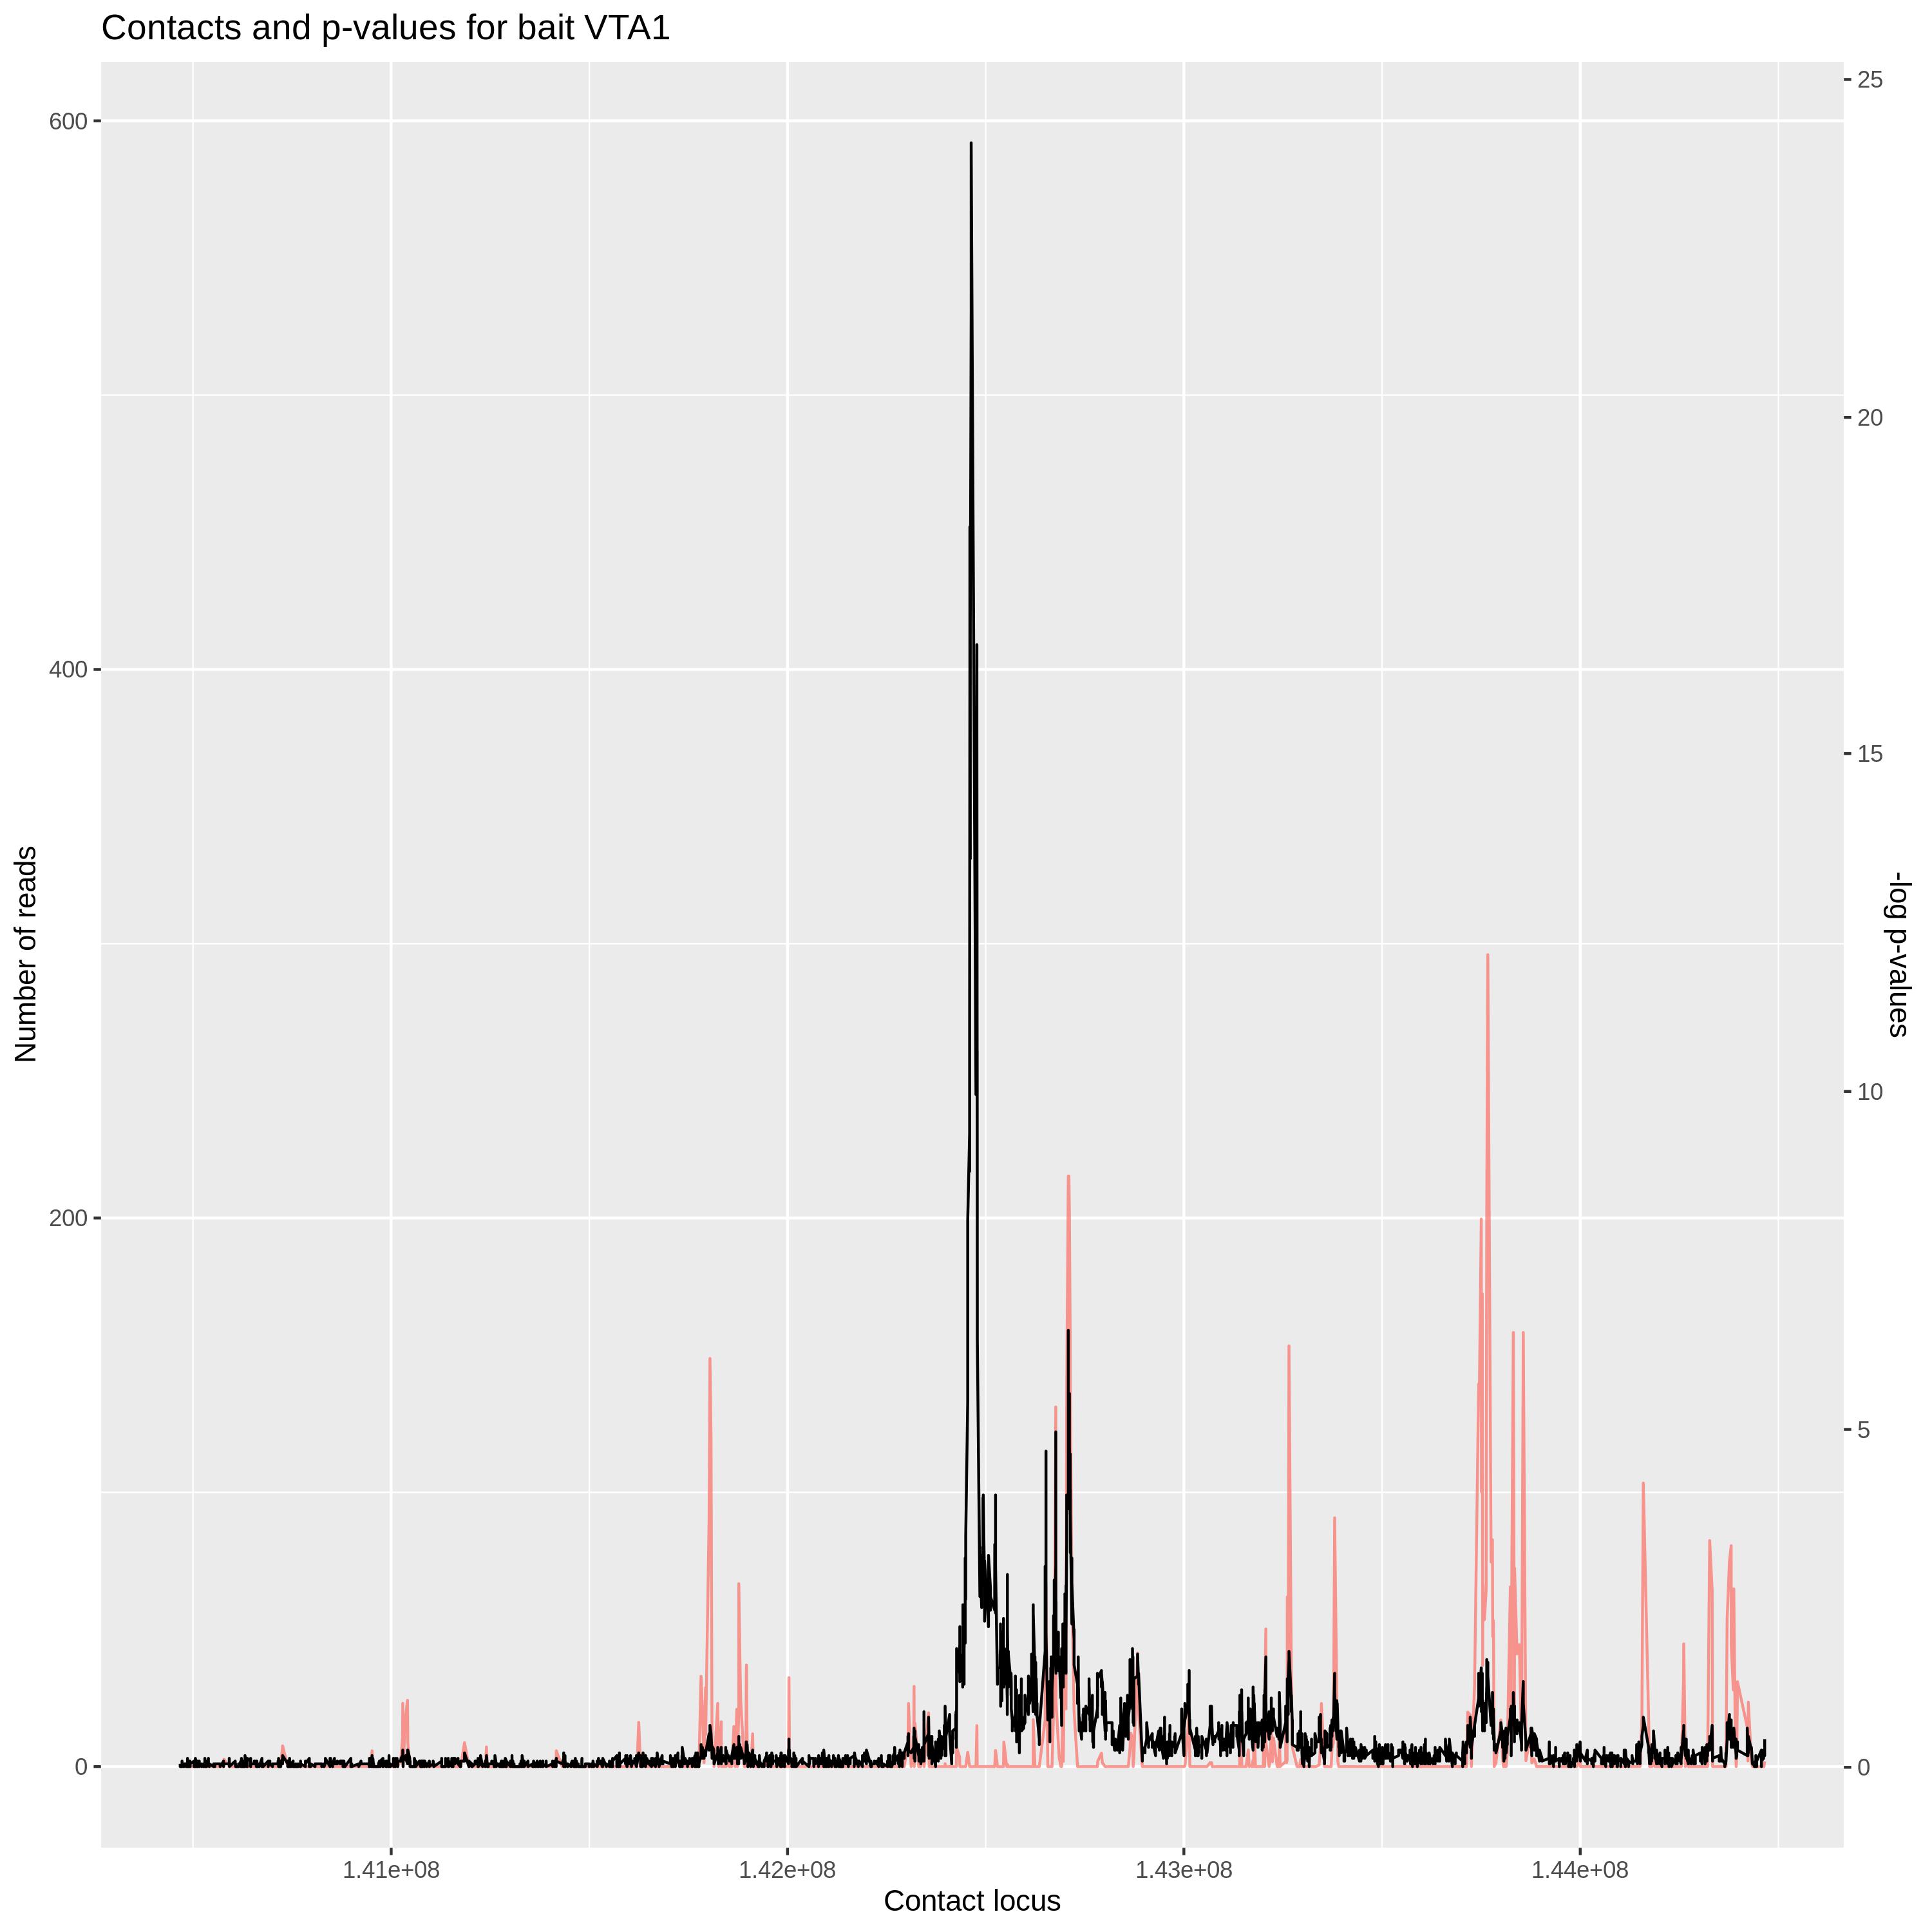 Contacts and p-values for bait VTA1
600
400
200
0
Number of reads
25
20
15
10
5
0
-log p-values
1.41e+08 1.42e+08 1.43e+08 1.44e+08
Contact locus